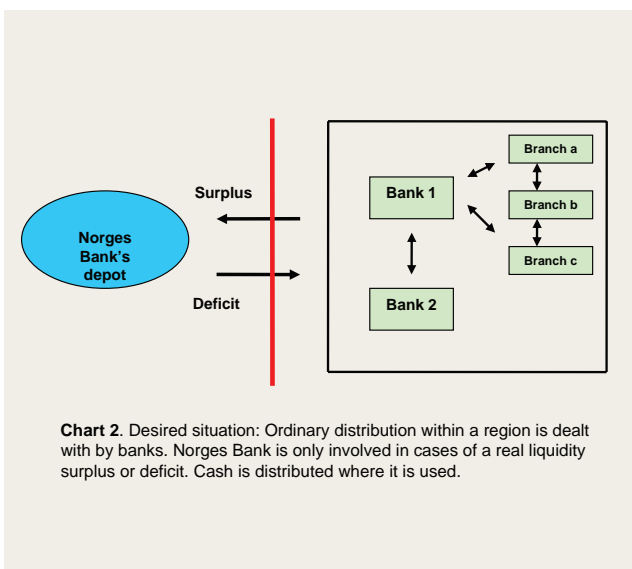 Surplus
Norges
Bank's
depot
Deficit
Bank 1
Bank 2
Branch a
Branch b
Branch c
Chart 2. Desired situation: Ordinary distribution within a region is dealt
with by banks. Norges Bank is only involved in cases of a real liquidity
surplus or deficit. Cash is distributed where it is used.